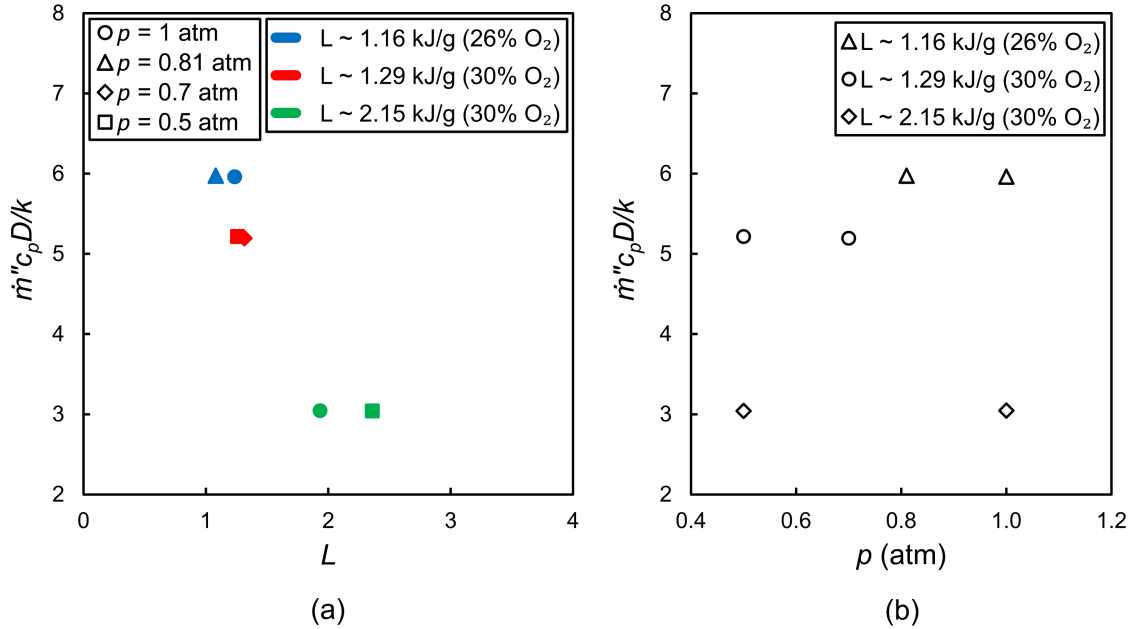 8
7
6
5
4
3
2
0
1
2
3
4
ṁ"cₚD/k
L
p = 1 atm
p = 0.81 atm
p = 0.7 atm
p = 0.5 atm
L ~ 1.16 kJ/g (26% O₂)
L ~ 1.29 kJ/g (30% O₂)
L ~ 2.15 kJ/g (30% O₂)
(a)
8
7
6
5
4
3
2
0.4
0.6
0.8
1.0
1.2
ṁ"cₚD/k
p (atm)
L ~ 1.16 kJ/g (26% O₂)
L ~ 1.29 kJ/g (30% O₂)
L ~ 2.15 kJ/g (30% O₂)
(b)